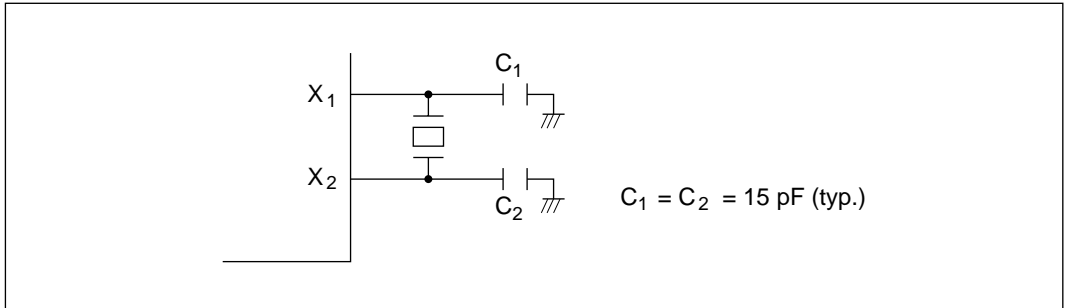 C1
X1
X2
C2
C1 = C2 = 15 pF (typ.)